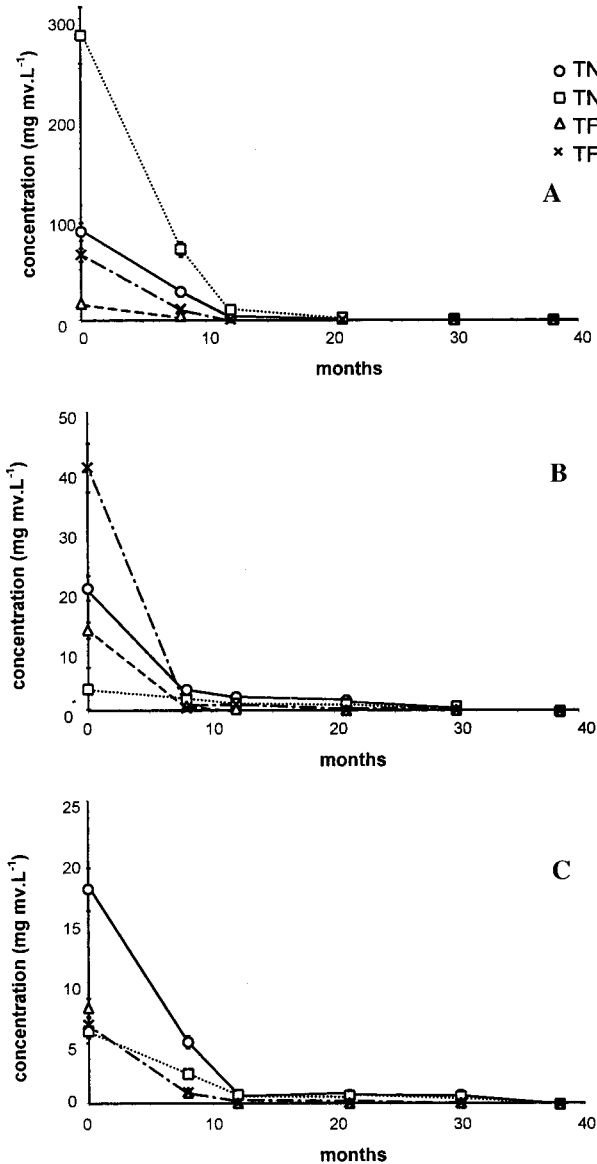 300
200
100
0
concentration (mg mv.L⁻¹)
○ TN
□ TN
△ TF
× TF
A
0 10 20 30 40
months
50
40
30
20
10
0
concentration (mg mv.L⁻¹)
B
0 10 20 30 40
months
25
20
15
10
5
0
concentration (mg mv.L⁻¹)
C
0 10 20 30 40
months